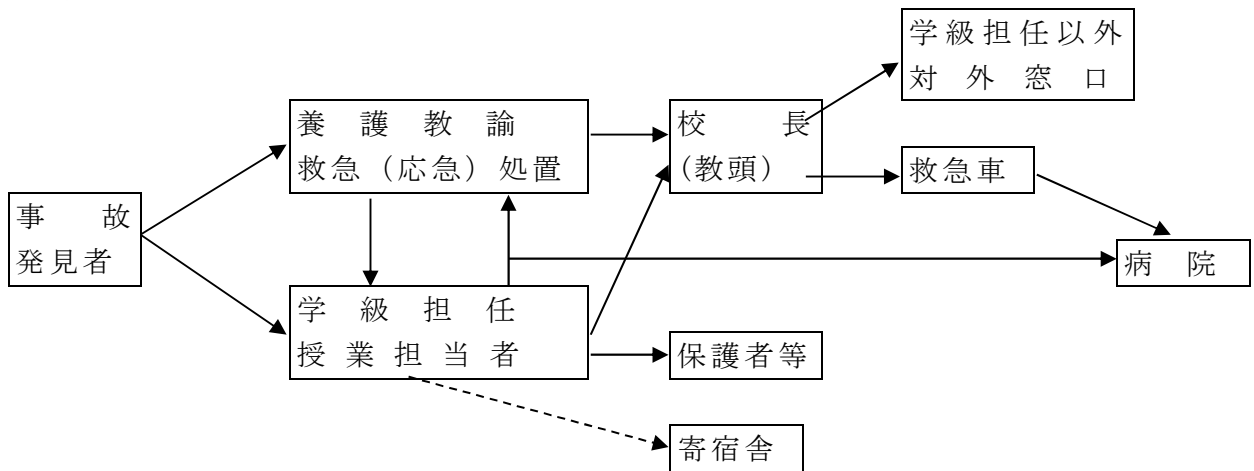 学級担任以外
対外窓口
養護教諭
救急（応急）処置
校長
(教頭）
救急車
事故
発見者
病院
学級担任
授業担当者
保護者等
寄宿舎